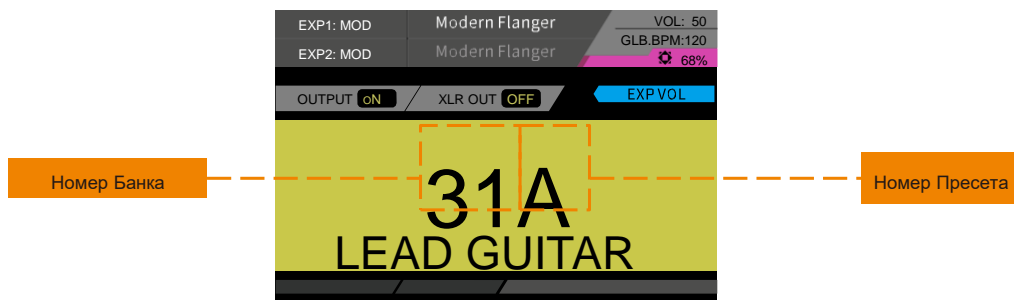 EXP1: MOD Modern Flanger VOL: 50
GLB.BPM:120
EXP2: MOD Modern Flanger 68%
OUTPUT oN XLR OUT OFF EXP VOL
Номер Банка 31A Номер Пресета
LEAD GUITAR